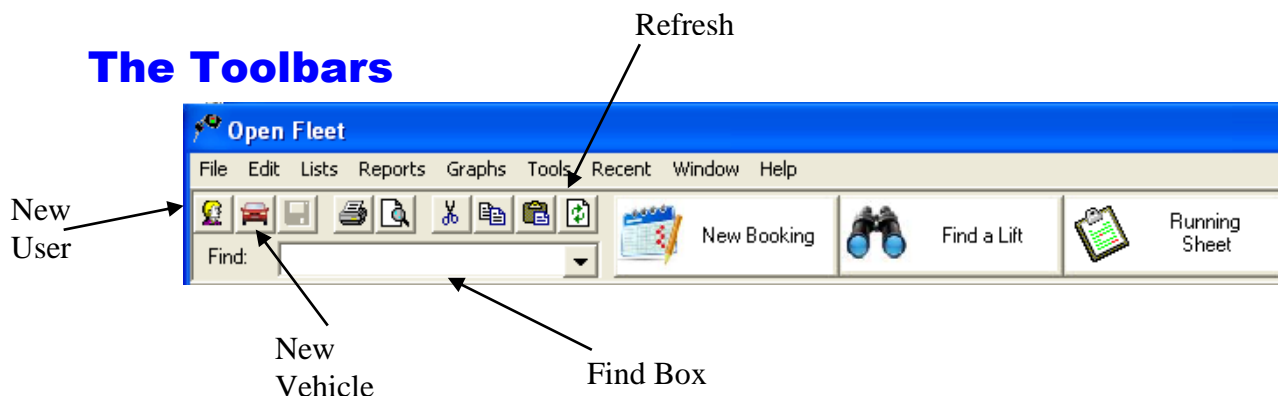 Refresh
The Toolbars
Open Fleet
File Edit Lists Reports Graphs Tools Recent Window Help
New
User
New Booking
Find a Lift
Running
Sheet
Find:
New
Vehicle
Find Box